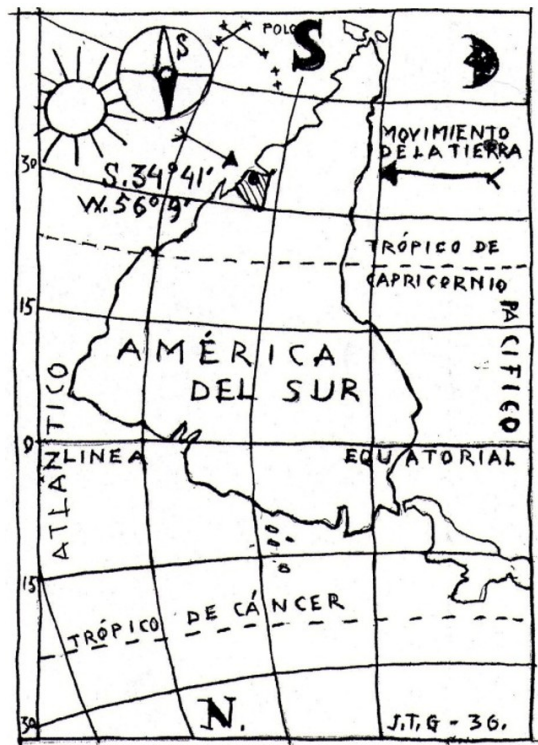 S
POLO S
MOVIMIENTO
DE LA TIERRA
30
S. 34° 41'
W. 56° 9'
TRÓPICO DE
CAPRICORNIO
15
PACIFICO
AMÉRICA
DEL SUR
ATLÁNTICO
0
LINEA EQUATORIAL
15
TRÓPICO DE CÁNCER
30
N.
J.T.G - 36.